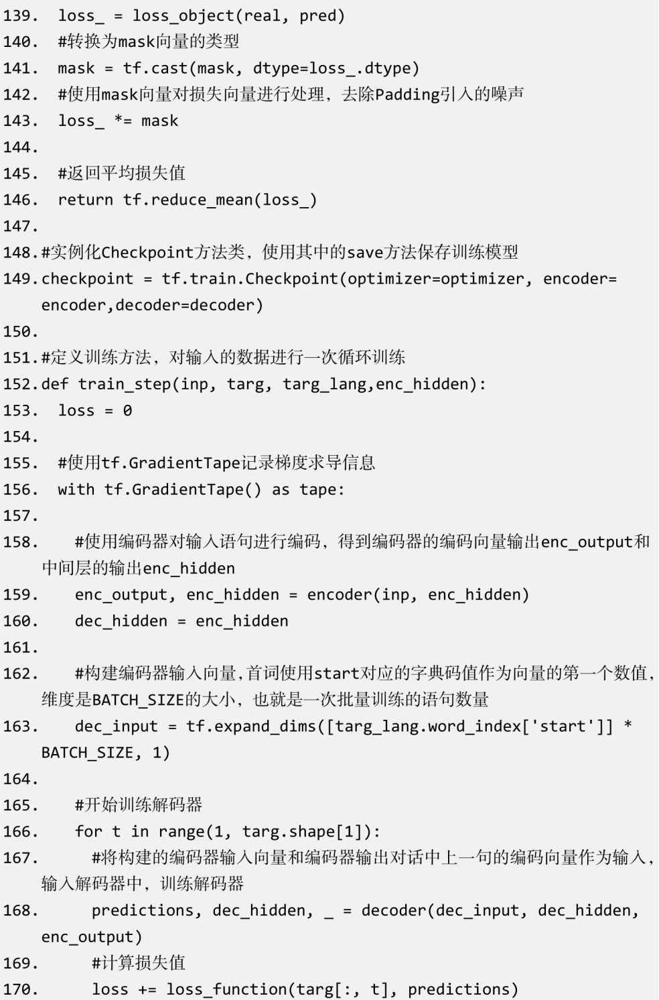 139.  loss_ = loss_object(real, pred)
140.  #转换为mask向量的类型
141.  mask = tf.cast(mask, dtype=loss_.dtype)
142.  #使用mask向量对损失向量进行处理，去除Padding引入的噪声
143.  loss_ *= mask
144.
145.  #返回平均损失值
146.  return tf.reduce_mean(loss_)
147.
148.#实例化Checkpoint方法类，使用其中的save方法保存训练模型
149.checkpoint = tf.train.Checkpoint(optimizer=optimizer, encoder=
encoder,decoder=decoder)
150.
151.#定义训练方法，对输入的数据进行一次循环训练
152.def train_step(inp, targ, targ_lang,enc_hidden):
153.  loss = 0
154.
155.  #使用tf.GradientTape记录梯度求导信息
156.  with tf.GradientTape() as tape:
157.
158.    #使用编码器对输入语句进行编码，得到编码器的编码向量输出enc_output和
中间层的输出enc_hidden
159.    enc_output, enc_hidden = encoder(inp, enc_hidden)
160.    dec_hidden = enc_hidden
161.
162.    #构建编码器输入向量,首词使用start对应的字典码值作为向量的第一个数值，
维度是BATCH_SIZE的大小，也就是一次批量训练的语句数量
163.    dec_input = tf.expand_dims([targ_lang.word_index['start']] *
BATCH_SIZE, 1)
164.
165.    #开始训练解码器
166.    for t in range(1, targ.shape[1]):
167.      #将构建的编码器输入向量和编码器输出对话中上一句的编码向量作为输入，
输入解码器中，训练解码器
168.      predictions, dec_hidden, _ = decoder(dec_input, dec_hidden,
enc_output)
169.      #计算损失值
170.      loss += loss_function(targ[:, t], predictions)